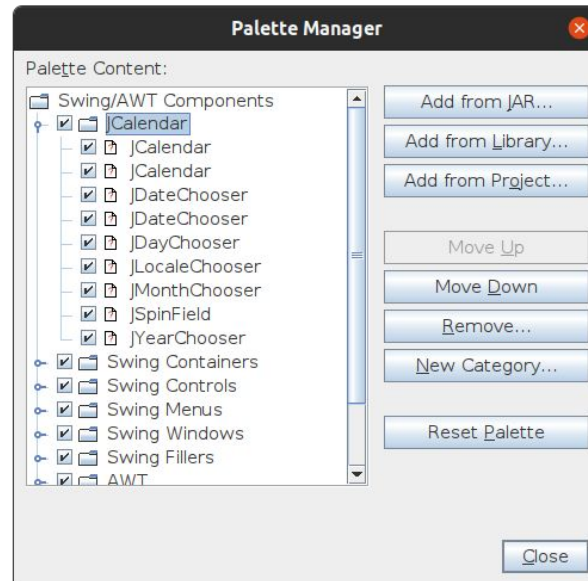 Palette Manager
Palette Content:
Swing/AWT Components
JCalendar
JCalendar
JCalendar
JDateChooser
JDateChooser
JDayChooser
JLocaleChooser
JMonthChooser
JSpinField
JYearChooser
Swing Containers
Swing Controls
Swing Menus
Swing Windows
Swing Fillers
AWT
Add from JAR...
Add from Library...
Add from Project...
Move Up
Move Down
Remove...
New Category...
Reset Palette
Close